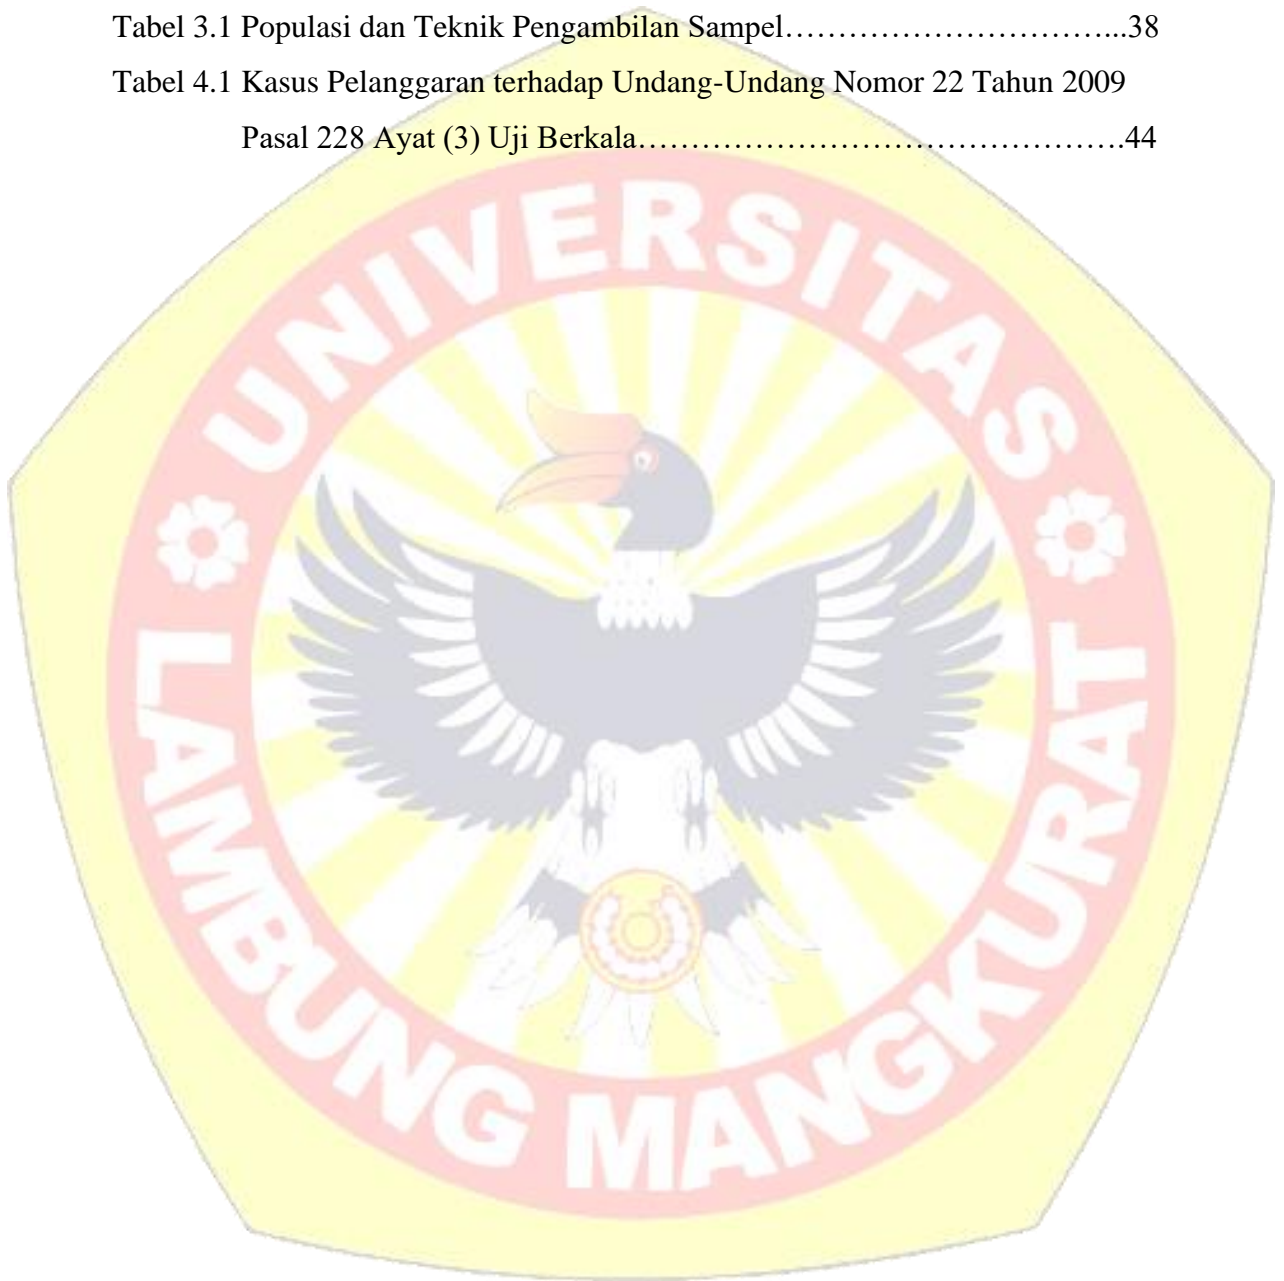 Tabel 3.1 Populasi dan Teknik Pengambilan Sampel…………………………...38
Tabel 4.1 Kasus Pelanggaran terhadap Undang-Undang Nomor 22 Tahun 2009
Pasal 228 Ayat (3) Uji Berkala……………………………………….44
UNIVERSITAS
LAMBUNG MANGKURAT